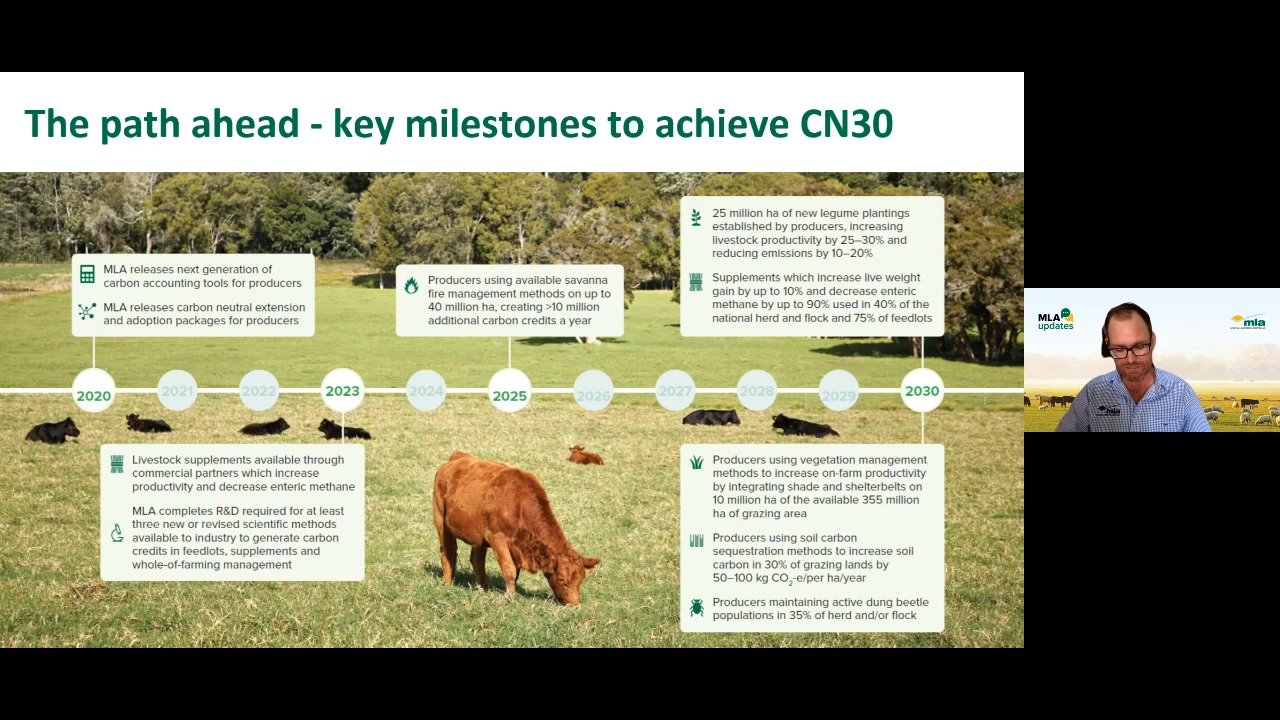 The path ahead - key milestones to achieve CN30
MLA releases next generation of
carbon accounting tools for producers
MLA releases carbon neutral extension
and adoption packages for producers
Producers using available savanna
fire management methods on up to
40 million ha, creating >10 million
additional carbon credits a year
25 million ha of new legume plantings
established by producers, increasing
livestock productivity by 25–30% and
reducing emissions by 10–20%
Supplements which increase live weight
gain by up to 10% and decrease enteric
methane by up to 90% used in 40% of the
national herd and flock and 75% of feedlots
2020 2021 2022 2023 2024 2025 2026 2027 2028 2029 2030
Livestock supplements available through
commercial partners which increase
productivity and decrease enteric methane
MLA completes R&D required for at least
three new or revised scientific methods
available to industry to generate carbon
credits in feedlots, supplements and
whole-of-farming management
Producers using vegetation management
methods to increase on-farm productivity
by integrating shade and shelterbelts on
10 million ha of the available 355 million
ha of grazing area
Producers using soil carbon
sequestration methods to increase soil
carbon in 30% of grazing lands by
50–100 kg CO₂-e/per ha/year
Producers maintaining active dung beetle
populations in 35% of herd and/or flock
MLA
updates
mla
mla